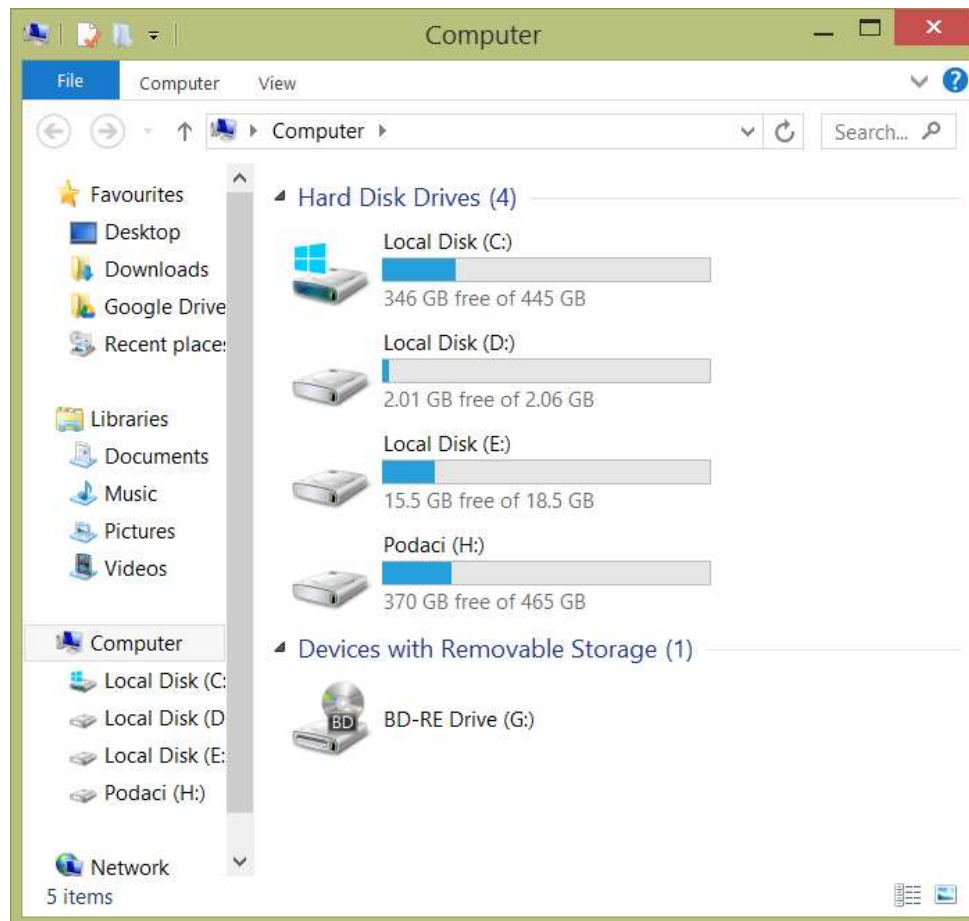 Computer
File Computer View
Computer Search...
Favourites
Desktop
Downloads
Google Drive
Recent places
Libraries
Documents
Music
Pictures
Videos
Computer
Local Disk (C:
Local Disk (D
Local Disk (E:
Podaci (H:)
Network
Hard Disk Drives (4)
Local Disk (C:)
346 GB free of 445 GB
Local Disk (D:)
2.01 GB free of 2.06 GB
Local Disk (E:)
15.5 GB free of 18.5 GB
Podaci (H:)
370 GB free of 465 GB
Devices with Removable Storage (1)
BD
BD-RE Drive (G:)
5 items